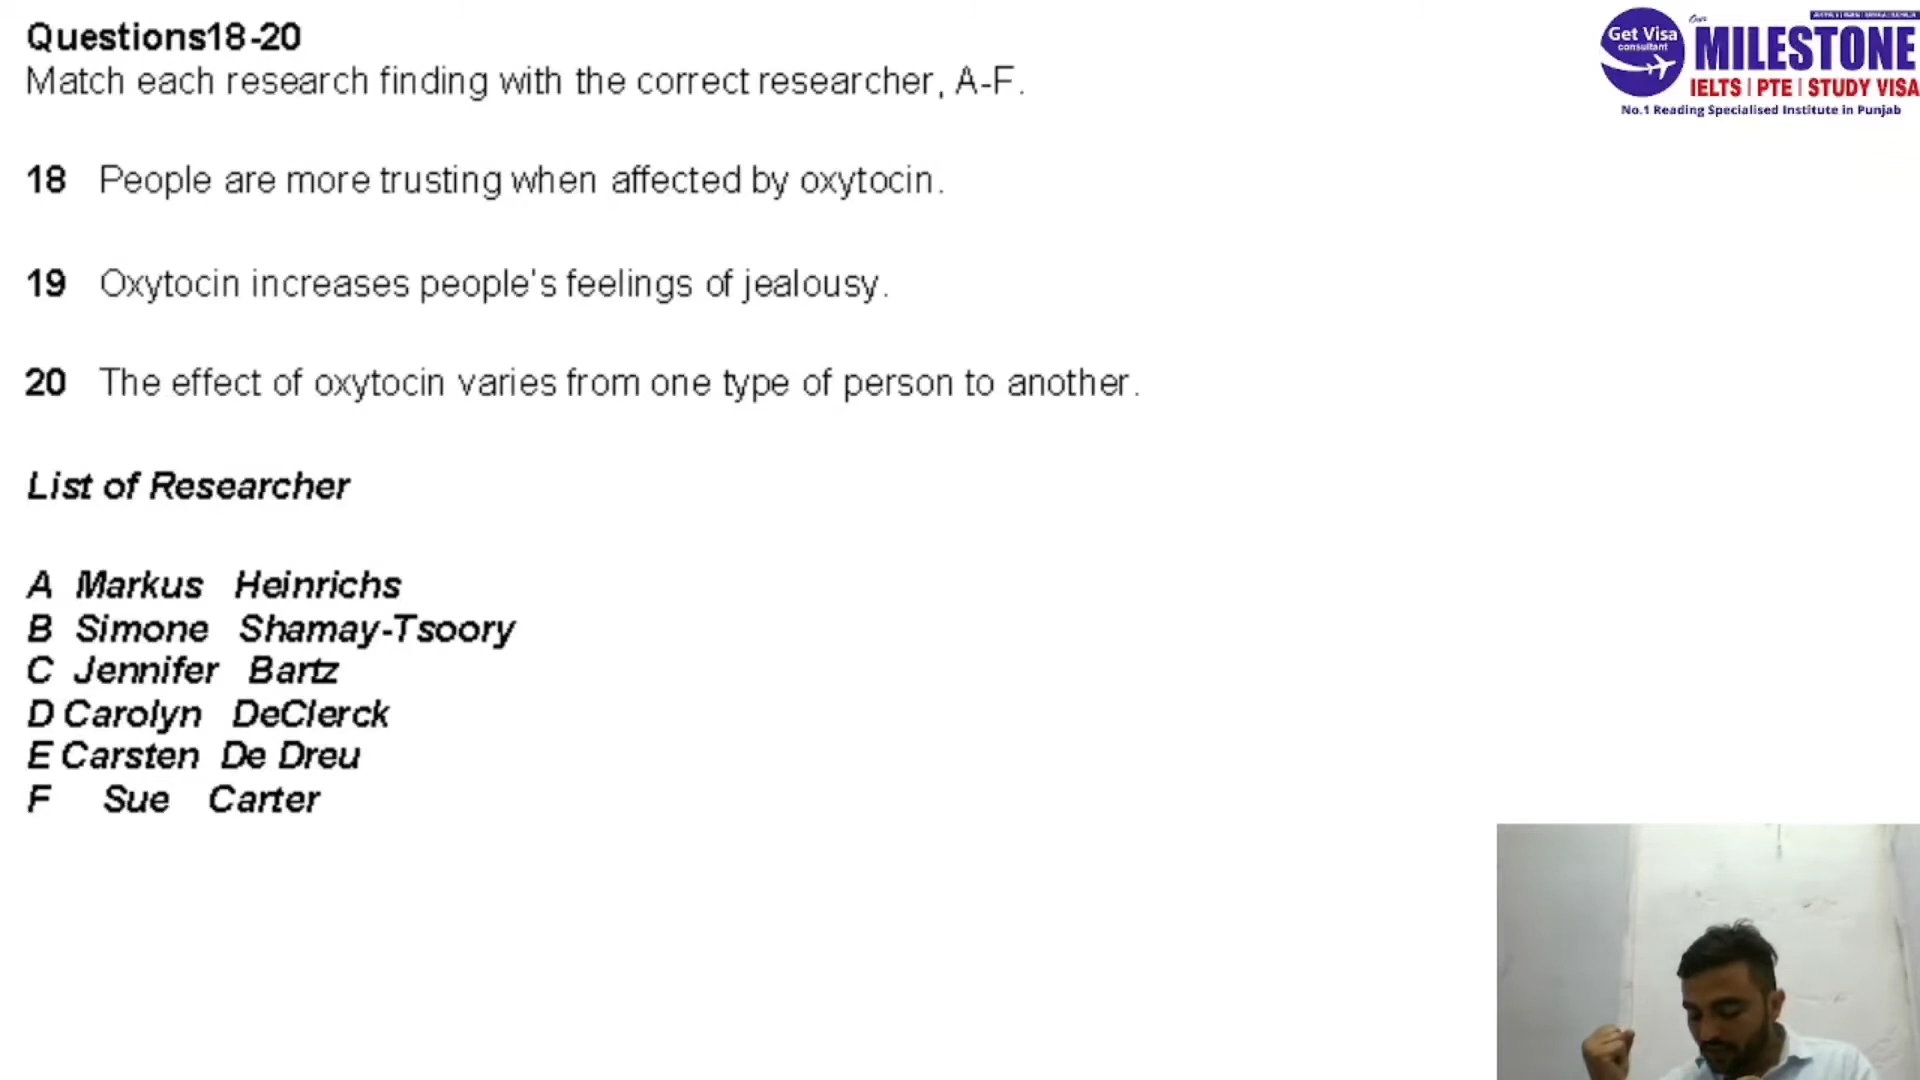 Questions18-20
Match each research finding with the correct researcher, A-F.
18 People are more trusting when affected by oxytocin.
19 Oxytocin increases people's feelings of jealousy.
20 The effect of oxytocin varies from one type of person to another.
List of Researcher
A Markus Heinrichs
B Simone Shamay-Tsoory
C Jennifer Bartz
D Carolyn DeClerck
E Carsten De Dreu
F Sue Carter
Get Visa
consultant
Our
MILESTONE
IELTS | PTE | STUDY VISA
No.1 Reading Specialised Institute in Punjab